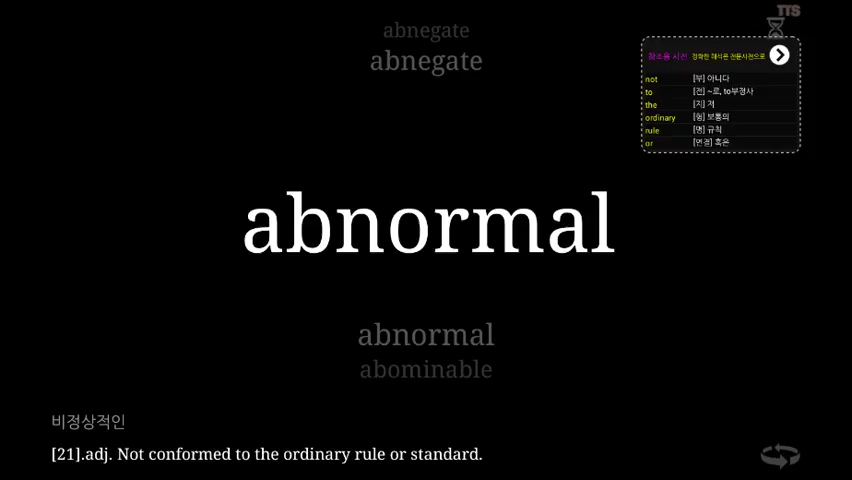 abnegate
TTS
abnegate
참조용 사전 정확한 해석은 전문사전으로
not [부] 아니다
to [전] ~로, to부정사
the [지] 저
ordinary [형] 보통의
rule [명] 규칙
or [연결] 혹은
abnormal
abnormal
abominable
비정상적인
[21].adj. Not conformed to the ordinary rule or standard.